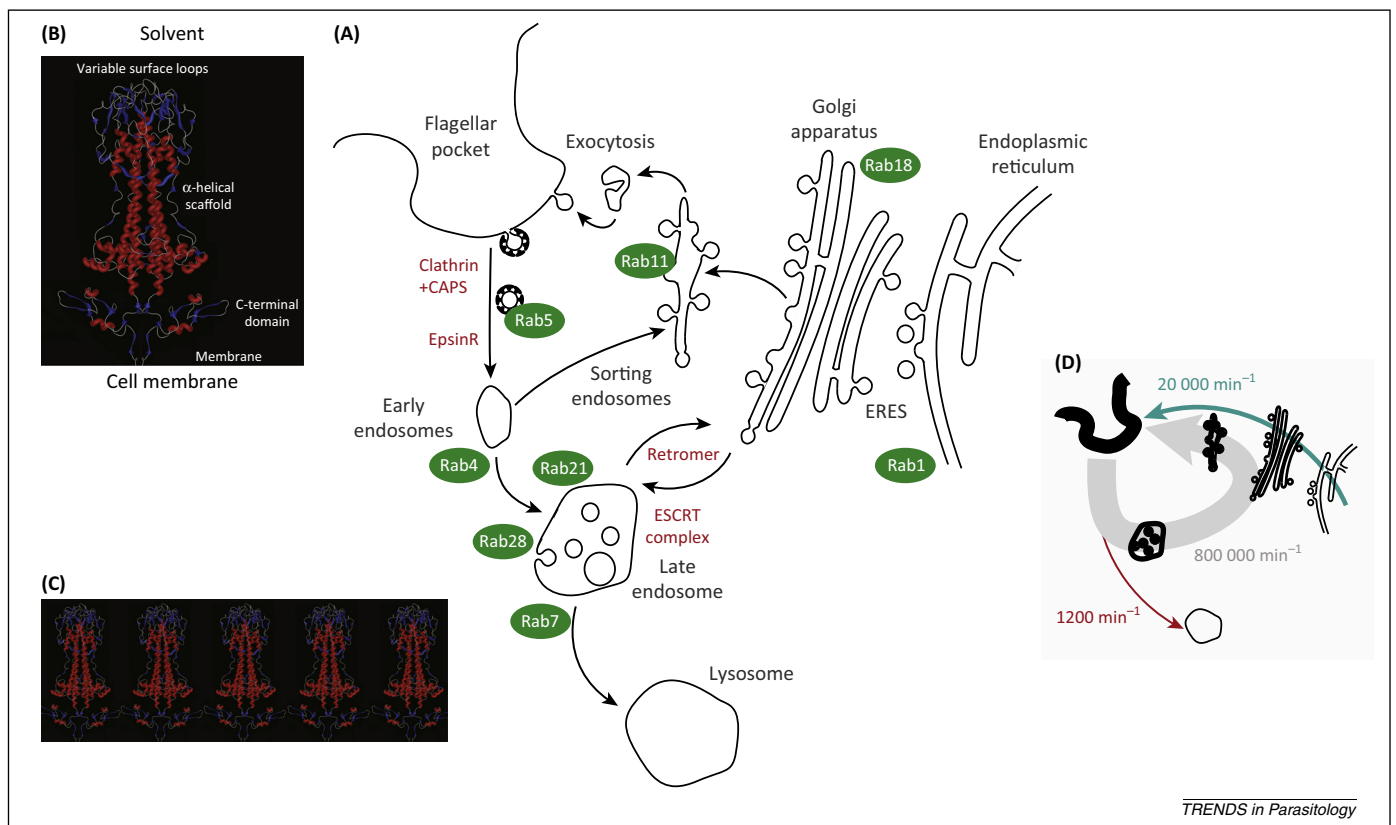 (B)
Solvent
Variable surface loops
α-helical
scaffold
C-terminal
domain
Membrane
Cell membrane
(A)
Flagellar
pocket
Exocytosis
Golgi
apparatus
Rab18
Endoplasmic
reticulum
Rab11
Clathrin
+CAPS
Rab5
EpsinR
Sorting
endosomes
Early
endosomes
ERES
Rab4
Rab21
Retromer
Rab1
Rab28
ESCRT
complex
Late
endosome
Rab7
Lysosome
(C)
(D)
20 000 min⁻¹
800 000 min⁻¹
1200 min⁻¹
TRENDS in Parasitology